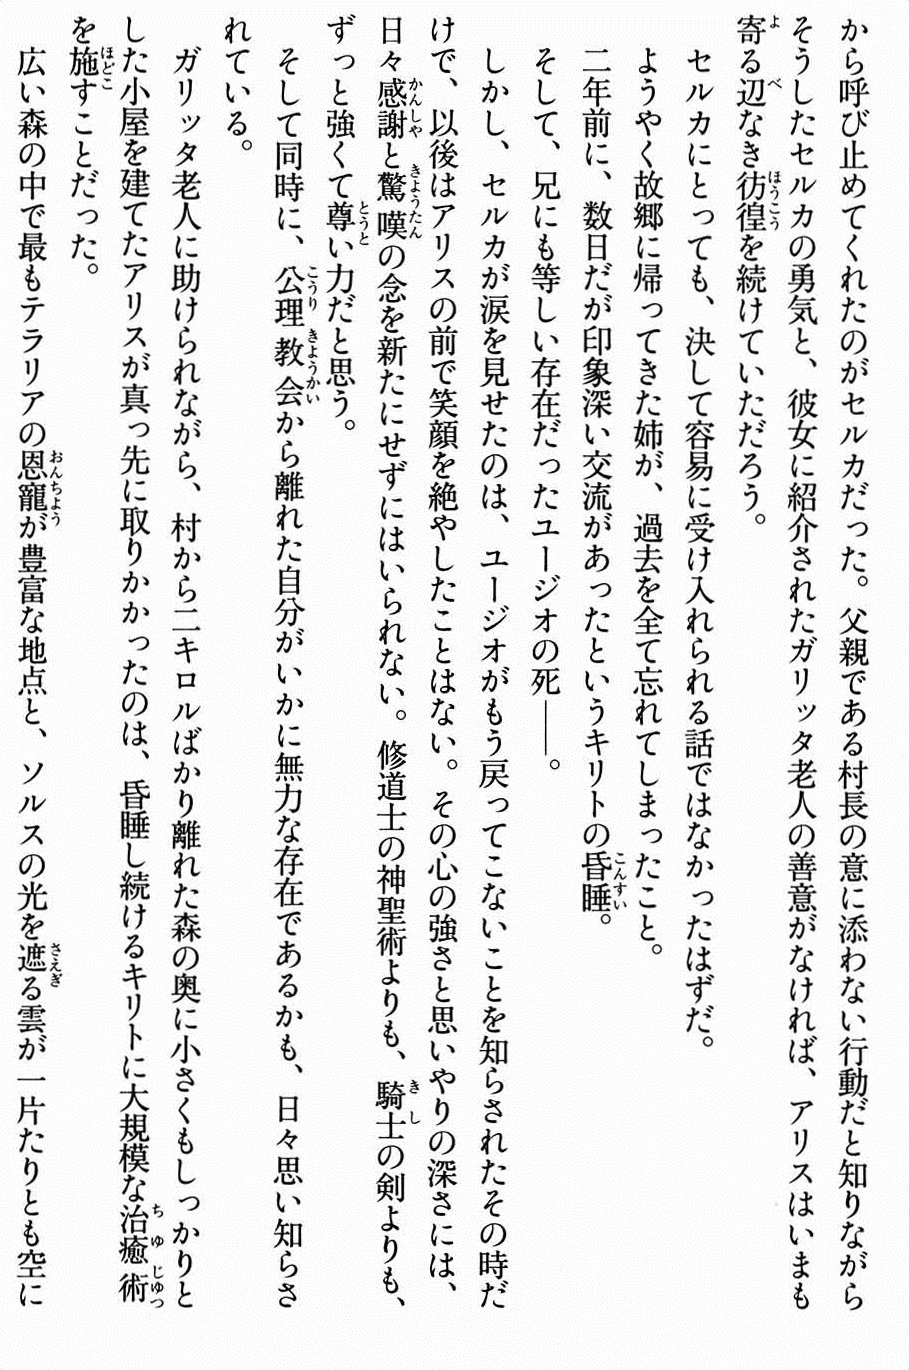 から呼び止めてくれたのがセルカだった。父親である村長の意に添わない行動だと知りながら
そうしたセルカの勇気と、彼女に紹介されたガリッタ老人の善意がなければ、アリスはいまも
寄る辺なき彷徨を続けていただろう。
セルカにとっても、決して容易に受け入れられる話ではなかったはずだ。
ようやく故郷に帰ってきた姉が、過去を全て忘れてしまったこと。
二年前に、数日だが印象深い交流があったというキリトの昏睡。
そして、兄にも等しい存在だったユージオの死――。
しかし、セルカが涙を見せたのは、ユージオがもう戻ってこないことを知らされたその時だ
けで、以後はアリスの前で笑顔を絶やしたことはない。その心の強さと思いやりの深さには、
日々感謝と驚嘆の念を新たにせずにはいられない。修道士の神聖術よりも、騎士の剣よりも、
ずっと強くて尊い力だと思う。
そして同時に、公理教会から離れた自分がいかに無力な存在であるかも、日々思い知らさ
れている。
ガリッタ老人に助けられながら、村から二キロルばかり離れた森の奥に小さくもしっかりと
した小屋を建てたアリスが真っ先に取りかかったのは、昏睡し続けるキリトに大規模な治癒術
を施すことだった。
広い森の中で最もテラリアの恩寵が豊富な地点と、ソルスの光を遮る雲が一片たりとも空に